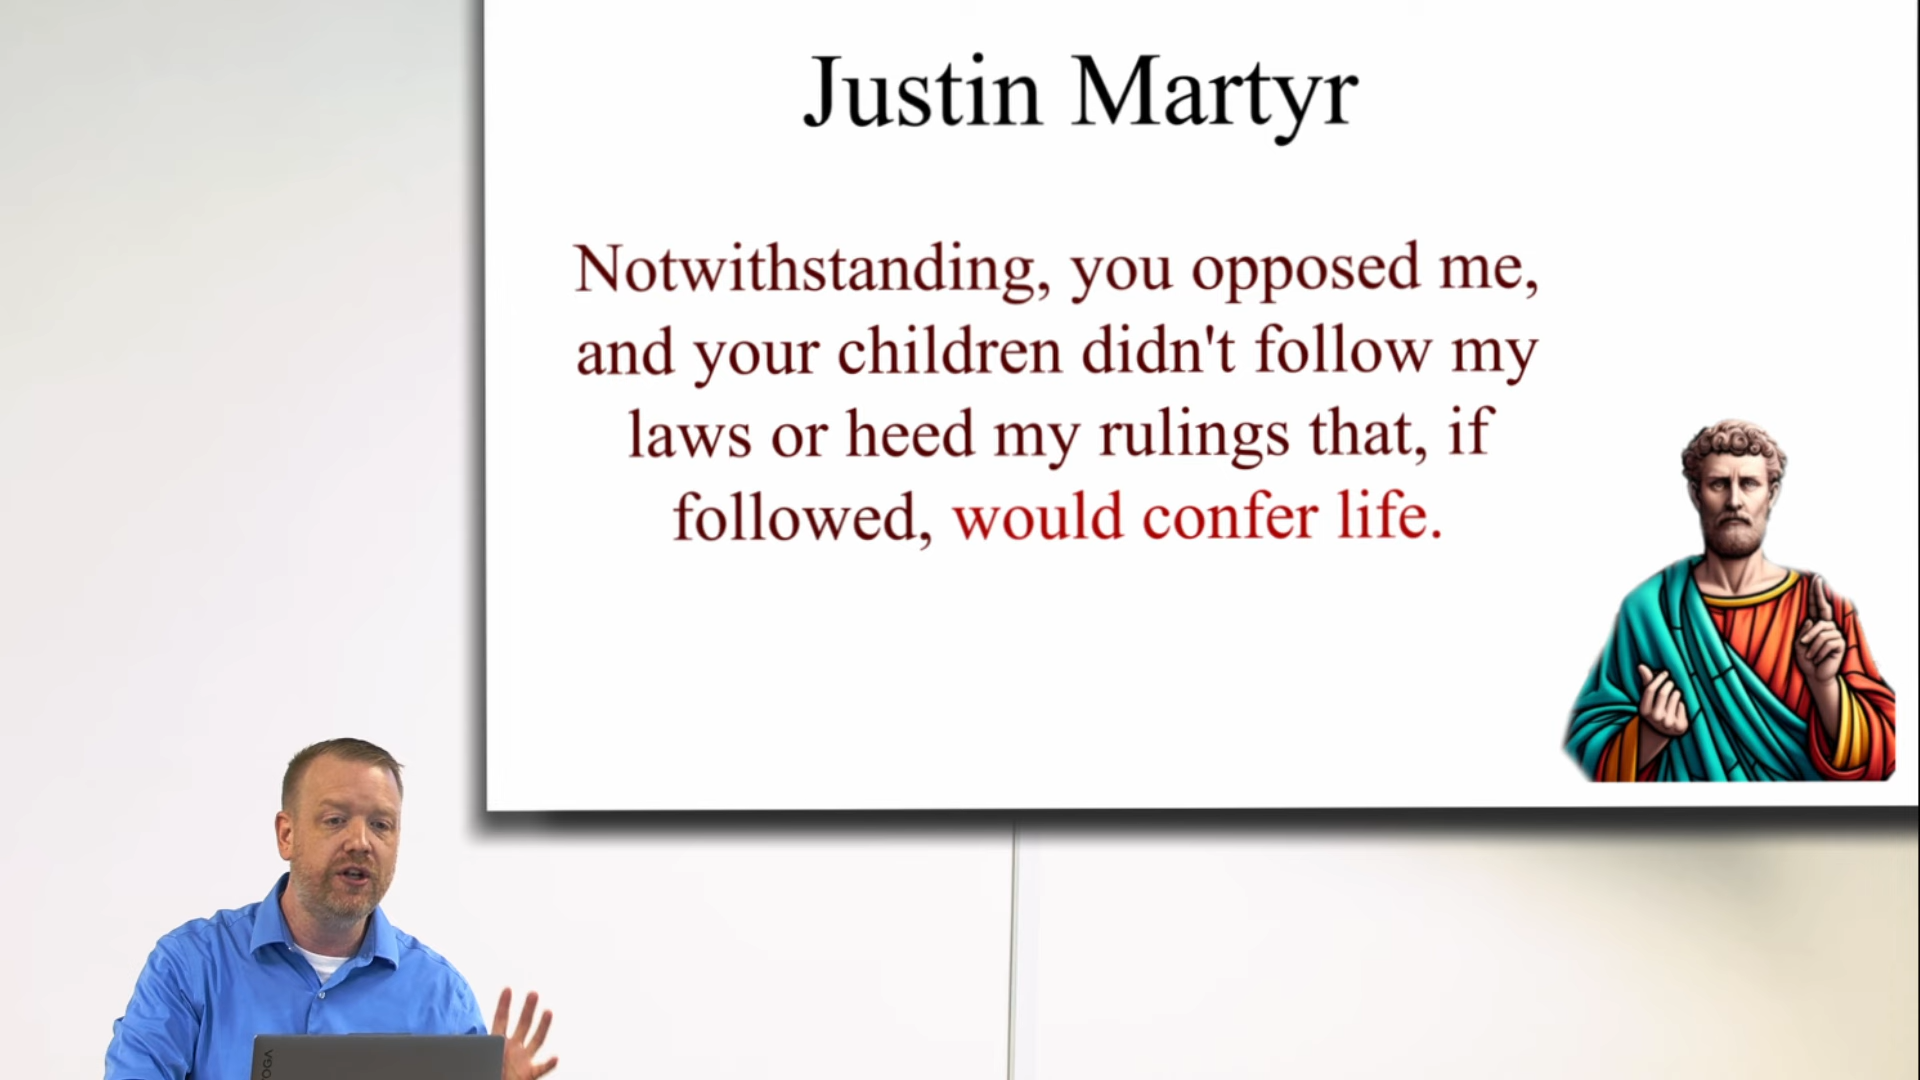 Justin Martyr
Notwithstanding, you opposed me,
and your children didn't follow my
laws or heed my rulings that, if
followed, would confer life.
YOGA